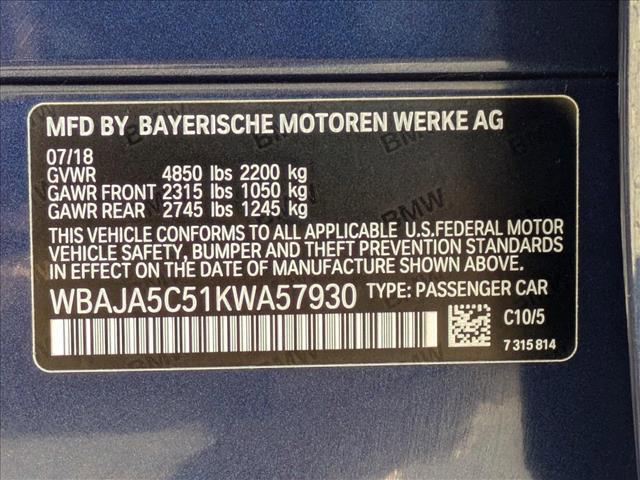 MFD BY BAYERISCHE MOTOREN WERKE AG
07/18
GVWR 4850 lbs 2200 kg
GAWR FRONT 2315 lbs 1050 kg
GAWR REAR 2745 lbs 1245 kg
THIS VEHICLE CONFORMS TO ALL APPLICABLE U.S.FEDERAL MOTOR
VEHICLE SAFETY, BUMPER AND THEFT PREVENTION STANDARDS
IN EFFECT ON THE DATE OF MANUFACTURE SHOWN ABOVE.
WBAJA5C51KWA57930 TYPE: PASSENGER CAR
C10/5
7 315 814